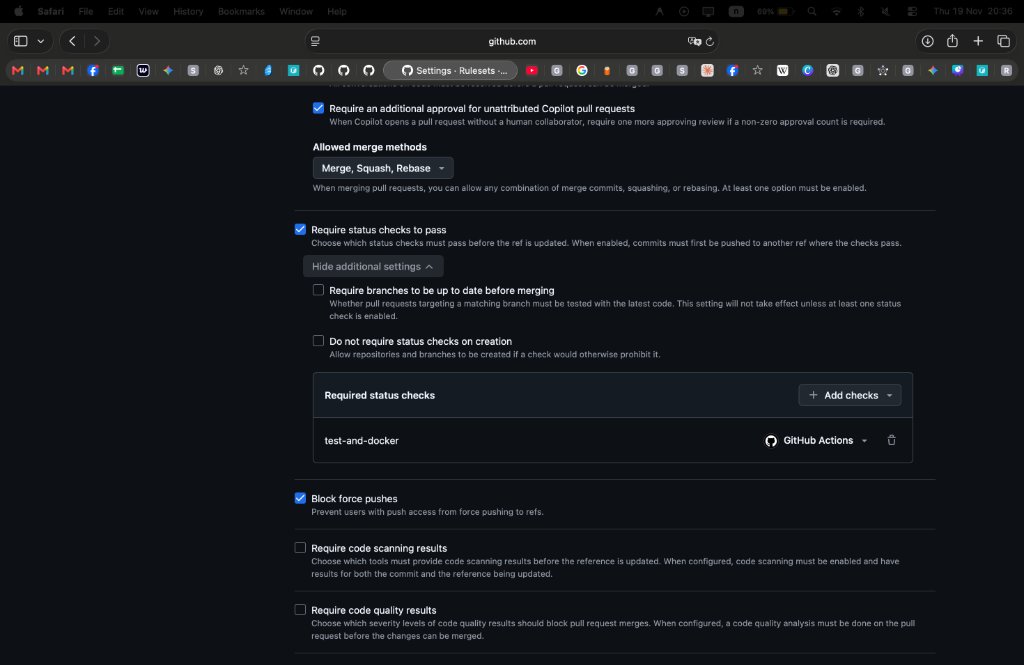 Safari File Edit View History Bookmarks Window Help 69% Thu 19 Nov 20:36
github.com
Settings · Rulesets ·...
Require an additional approval for unattributed Copilot pull requests
When Copilot opens a pull request without a human collaborator, require one more approving review if a non-zero approval count is required.
Allowed merge methods
Merge, Squash, Rebase
When merging pull requests, you can allow any combination of merge commits, squashing, or rebasing. At least one option must be enabled.
Require status checks to pass
Choose which status checks must pass before the ref is updated. When enabled, commits must first be pushed to another ref where the checks pass.
Hide additional settings
Require branches to be up to date before merging
Whether pull requests targeting a matching branch must be tested with the latest code. This setting will not take effect unless at least one status
check is enabled.
Do not require status checks on creation
Allow repositories and branches to be created if a check would otherwise prohibit it.
Required status checks
Add checks
test-and-docker
GitHub Actions
Block force pushes
Prevent users with push access from force pushing to refs.
Require code scanning results
Choose which tools must provide code scanning results before the reference is updated. When configured, code scanning must be enabled and have
results for both the commit and the reference being updated.
Require code quality results
Choose which severity levels of code quality results should block pull request merges. When configured, a code quality analysis must be done on the pull
request before the changes can be merged.